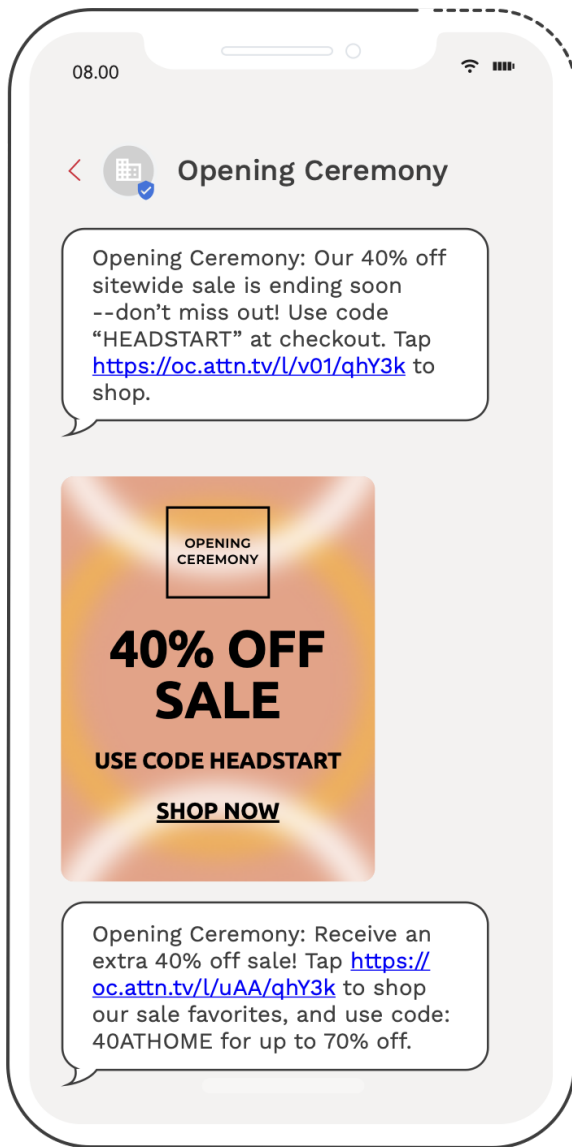 08.00
Opening Ceremony
Opening Ceremony: Our 40% off
sitewide sale is ending soon
--don’t miss out! Use code
“HEADSTART” at checkout. Tap
https://oc.attn.tv/l/v01/qhY3k to
shop.
OPENING
CEREMONY
40% OFF
SALE
USE CODE HEADSTART
SHOP NOW
Opening Ceremony: Receive an
extra 40% off sale! Tap https://
oc.attn.tv/l/uAA/qhY3k to shop
our sale favorites, and use code:
40ATHOME for up to 70% off.